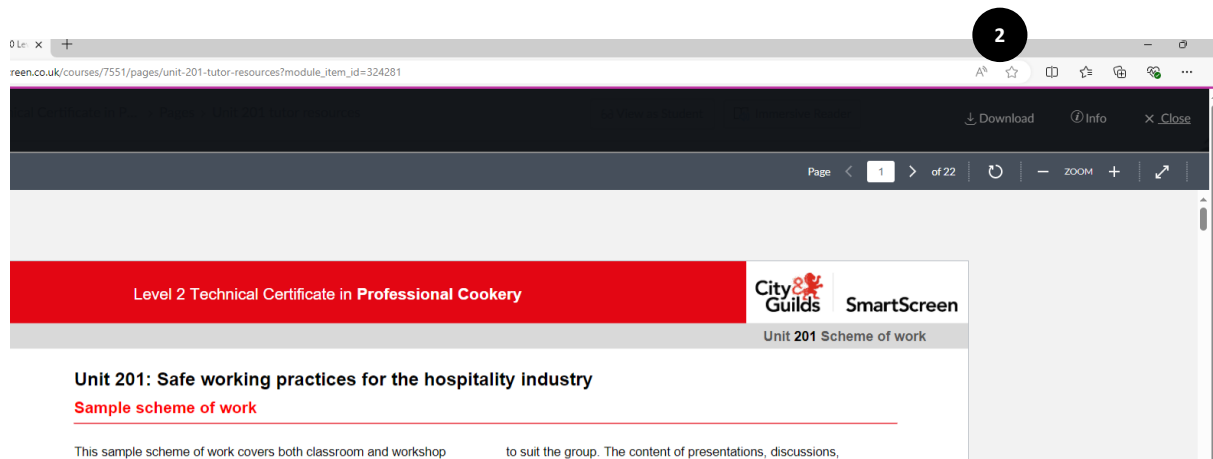 2
0 Le
reen.co.uk/courses/7551/pages/unit-201-tutor-resources?module_item_id=324281
Download Info Close
Page 1 of 22 ZOOM
Level 2 Technical Certificate in Professional Cookery
City & Guilds SmartScreen
Unit 201 Scheme of work
Unit 201: Safe working practices for the hospitality industry
Sample scheme of work
This sample scheme of work covers both classroom and workshop
to suit the group. The content of presentations, discussions,